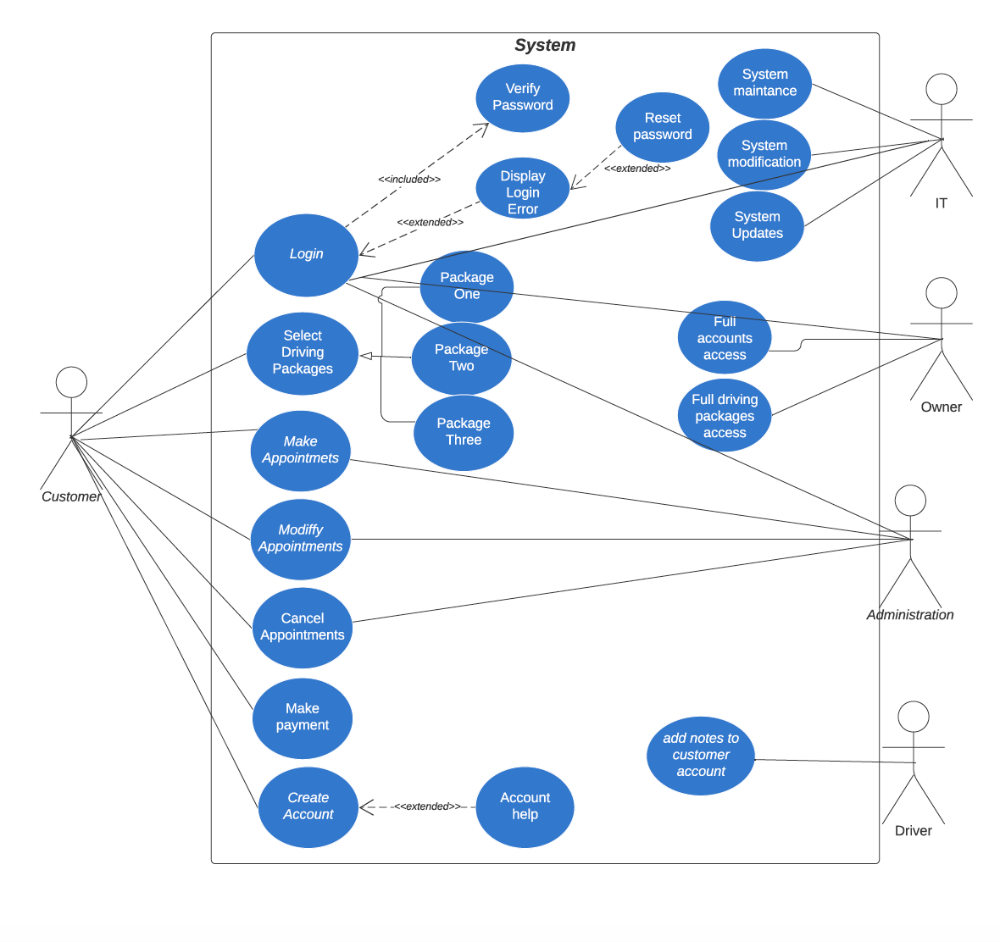 System
Verify
Password
Reset
password
System
maintance
System
modification
System
Updates
IT
<<included>>
<<extended>>
Display
Login
Error
<<extended>>
Login
Package
One
Select
Driving
Packages
Package
Two
Package
Three
Full
accounts
access
Full driving
packages
access
Owner
Customer
Make
Appointmets
Modiffy
Appointments
Cancel
Appointments
Administration
Make
payment
add notes to
customer
account
Driver
Create
Account
<<extended>>
Account
help